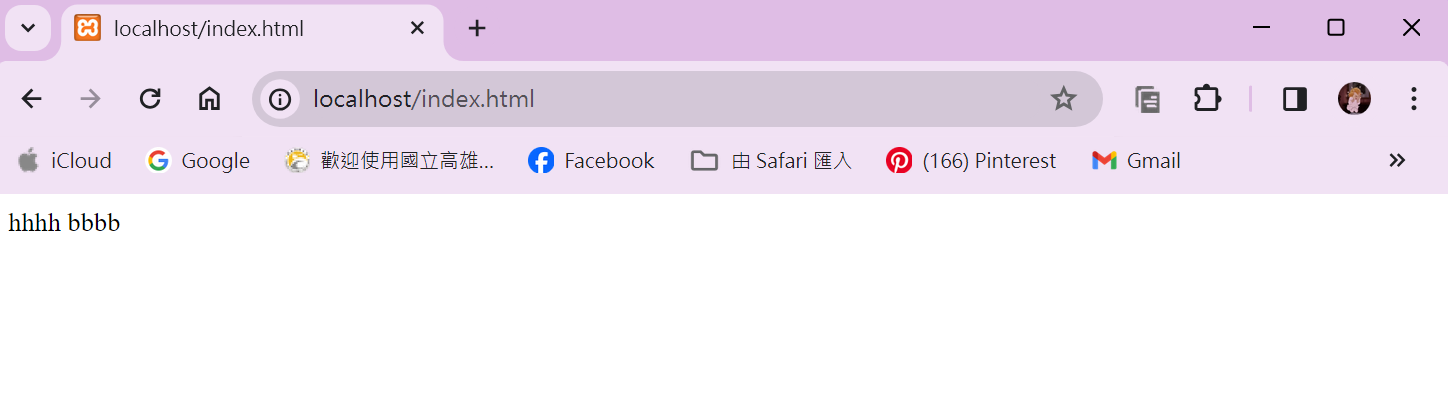 localhost/index.html
localhost/index.html
iCloud Google 歡迎使用國立高雄... Facebook 由 Safari 匯入 (166) Pinterest Gmail
hhhh bbbb